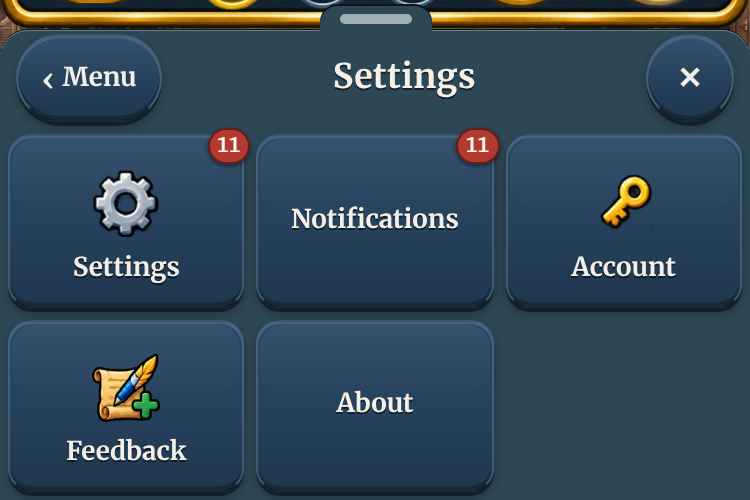 ‹ Menu
Settings
×
11
11
Settings
Notifications
Account
Feedback
About